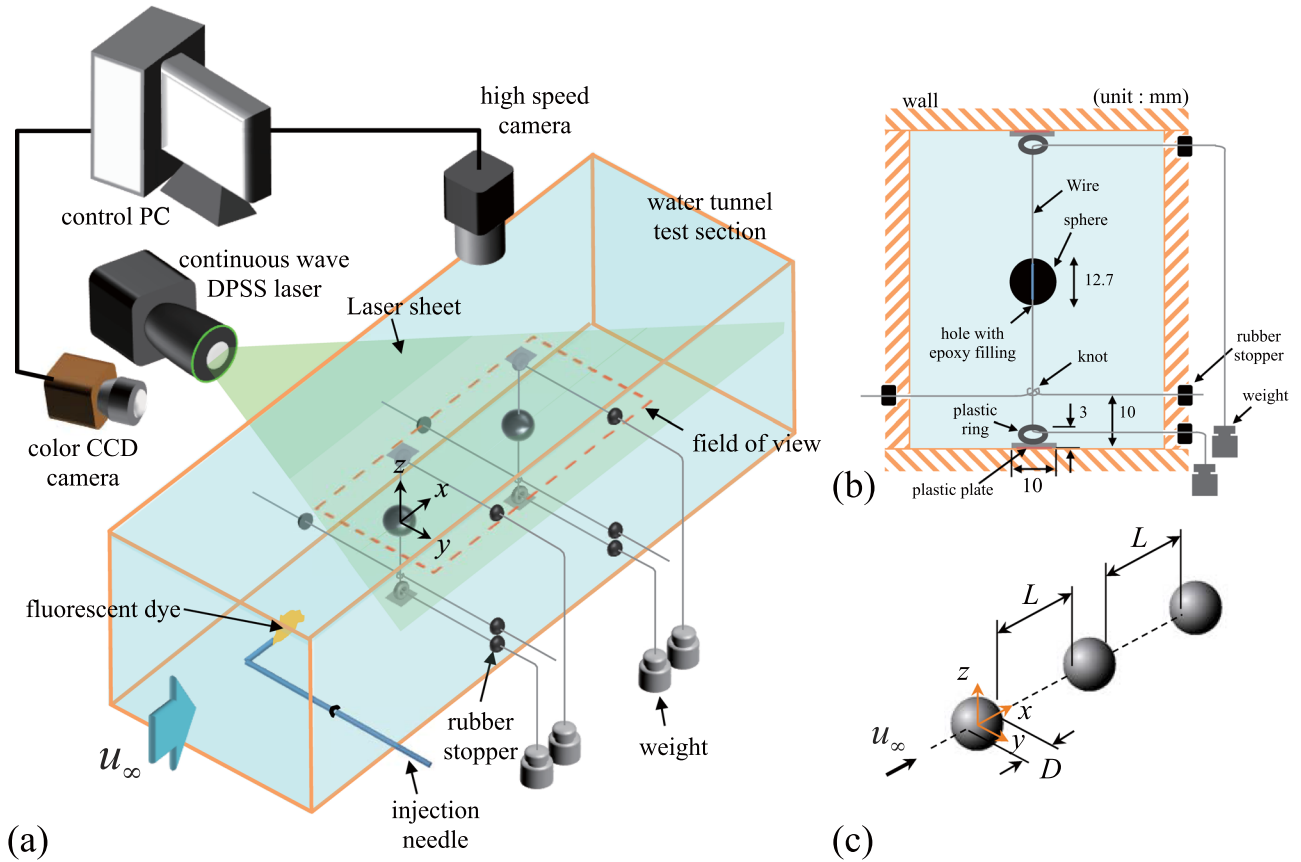 high speed
camera
control PC
water tunnel
test section
continuous wave
DPSS laser
Laser sheet
color CCD
camera
field of view
z
x
y
fluorescent dye
rubber
stopper
weight
injection
needle
u∞
(a)
wall
(unit : mm)
Wire
sphere
12.7
hole with
epoxy filling
rubber
stopper
knot
plastic
ring
3
10
weight
plastic plate
10
(b)
L
L
z
x
y
u∞
D
(c)